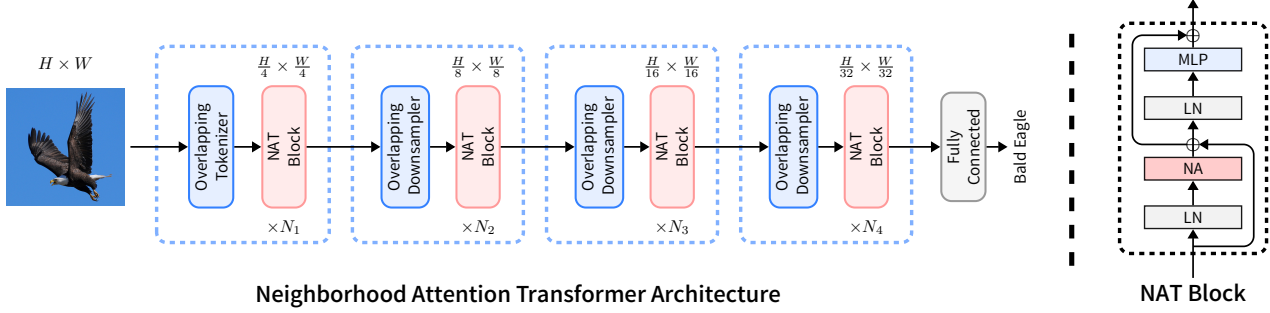 H × W
H/4 × W/4
Overlapping
Tokenizer
NAT
Block
×N₁
H/8 × W/8
Overlapping
Downsampler
NAT
Block
×N₂
H/16 × W/16
Overlapping
Downsampler
NAT
Block
×N₃
H/32 × W/32
Overlapping
Downsampler
NAT
Block
×N₄
Fully
Connected
Bald Eagle
Neighborhood Attention Transformer Architecture
MLP
LN
NA
LN
NAT Block